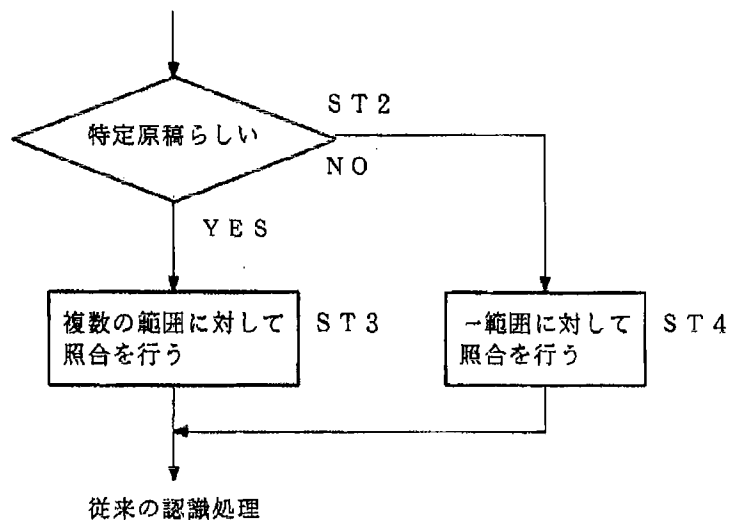 ST2
特定原稿らしい
NO
YES
複数の範囲に対して
照合を行う
ST3
一範囲に対して
照合を行う
ST4
従来の認識処理